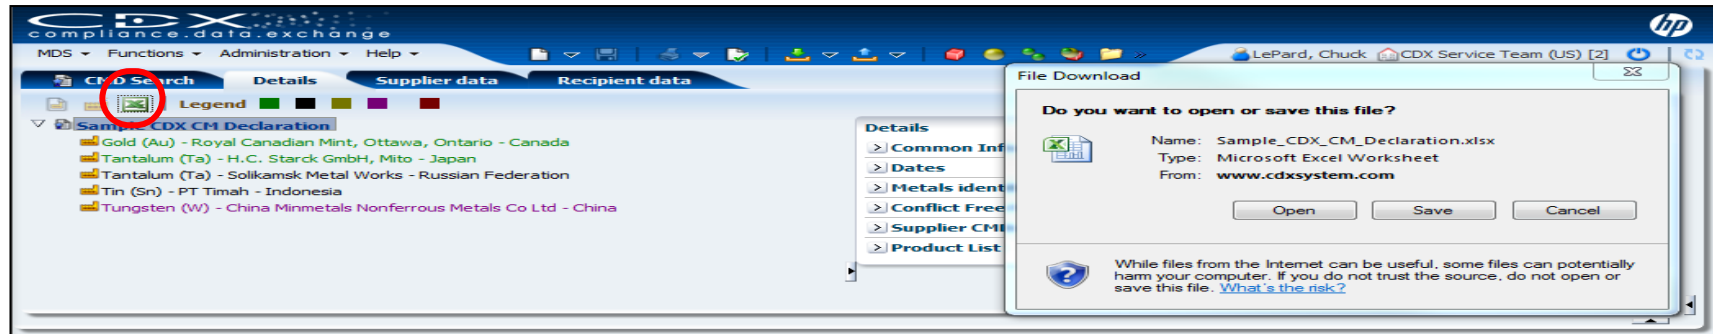 CDX
compliance.data.exchange
hp
MDS Functions Administration Help
LePard, Chuck CDX Service Team (US) [2]
CMD Search Details Supplier data Recipient data
Legend
Sample CDX CM Declaration
Gold (Au) - Royal Canadian Mint, Ottawa, Ontario - Canada
Tantalum (Ta) - H.C. Starck GmbH, Mito - Japan
Tantalum (Ta) - Solikamsk Metal Works - Russian Federation
Tin (Sn) - PT Timah - Indonesia
Tungsten (W) - China Minmetals Nonferrous Metals Co Ltd - China
Details
Common Inf
Dates
Metals ident
Conflict Free
Supplier CMI
Product List
File Download
Do you want to open or save this file?
Name: Sample_CDX_CM_Declaration.xlsx
Type: Microsoft Excel Worksheet
From: www.cdxsystem.com
Open Save Cancel
While files from the Internet can be useful, some files can potentially
harm your computer. If you do not trust the source, do not open or
save this file. What's the risk?